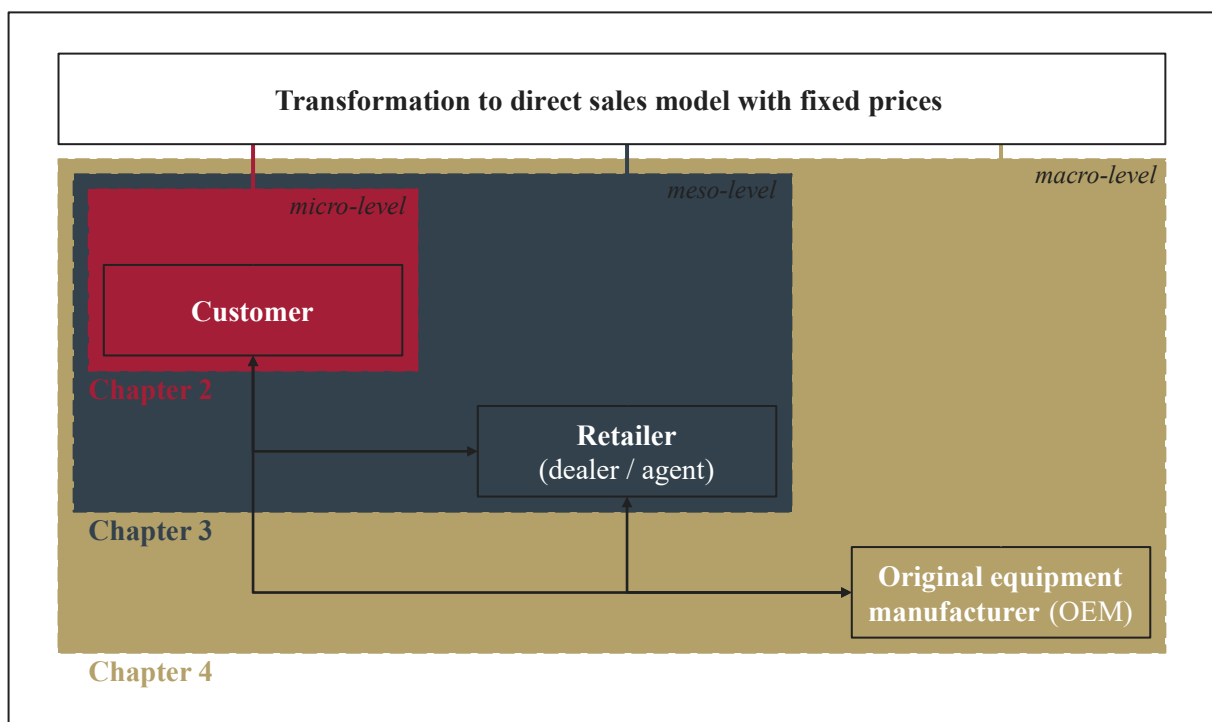 Transformation to direct sales model with fixed prices
macro-level
meso-level
micro-level
Customer
Chapter 2
Retailer
(dealer / agent)
Chapter 3
Original equipment
manufacturer (OEM)
Chapter 4